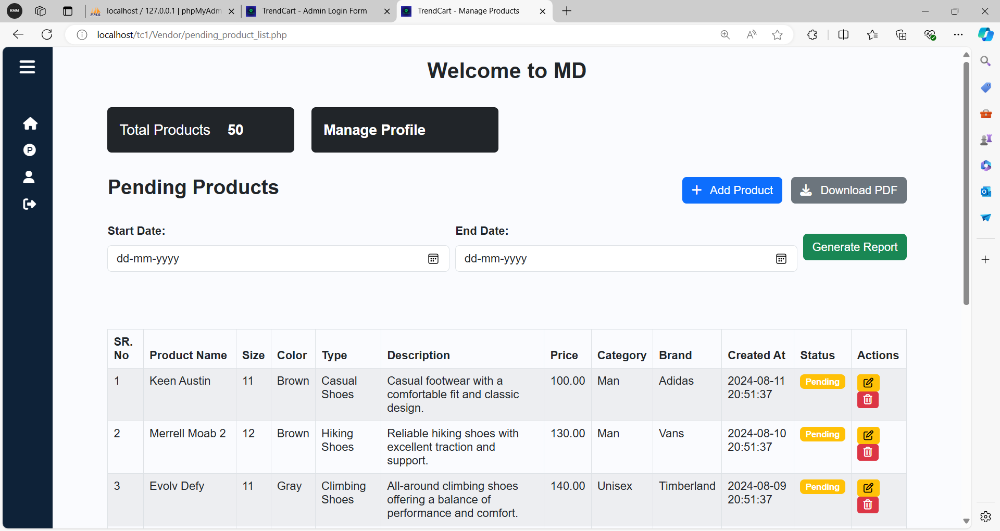 KMM
PMA
localhost / 127.0.0.1 | phpMyAdm
TrendCart - Admin Login Form
TrendCart - Manage Products
localhost/tc1/Vendor/pending_product_list.php
Welcome to MD
Total Products 50
Manage Profile
P
Pending Products
Add Product
Download PDF
Start Date:
End Date:
dd-mm-yyyy
dd-mm-yyyy
Generate Report
SR.
No Product Name Size Color Type Description Price Category Brand Created At Status Actions
1 Keen Austin 11 Brown Casual Casual footwear with a 100.00 Man Adidas 2024-08-11 Pending
Shoes comfortable fit and classic 20:51:37
design.
2 Merrell Moab 2 12 Brown Hiking Reliable hiking shoes with 130.00 Man Vans 2024-08-10 Pending
Shoes excellent traction and 20:51:37
support.
3 Evolv Defy 11 Gray Climbing All-around climbing shoes 140.00 Unisex Timberland 2024-08-09 Pending
Shoes offering a balance of 20:51:37
performance and comfort.